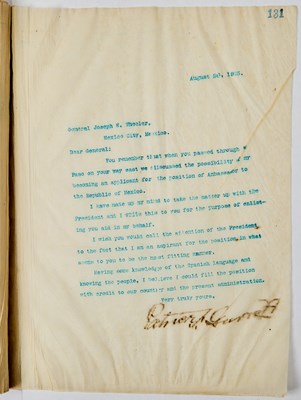 131
August 20,
General Joseph Wheeler,
Mexico City, Mexico.
Dear General:
You remember that when you passed through
Pass on your way east we discussed the possibility of my
becoming an applicant for the position of Ambassador to
the Republic of Mexico.
I have made up my mind to take the matter up with the
President and I write this to you for the purpose of enlist-
ing you aid in my behalf.
I wish you would call the attention of the President
to the fact that I am an aspirant for the position, in what
seems to you to be the most fitting manner.
Having some knowledge of the Spanish language and
knowing the people, I believe I could fill the position
with credit to our country and the present administration.
Very truly yours,